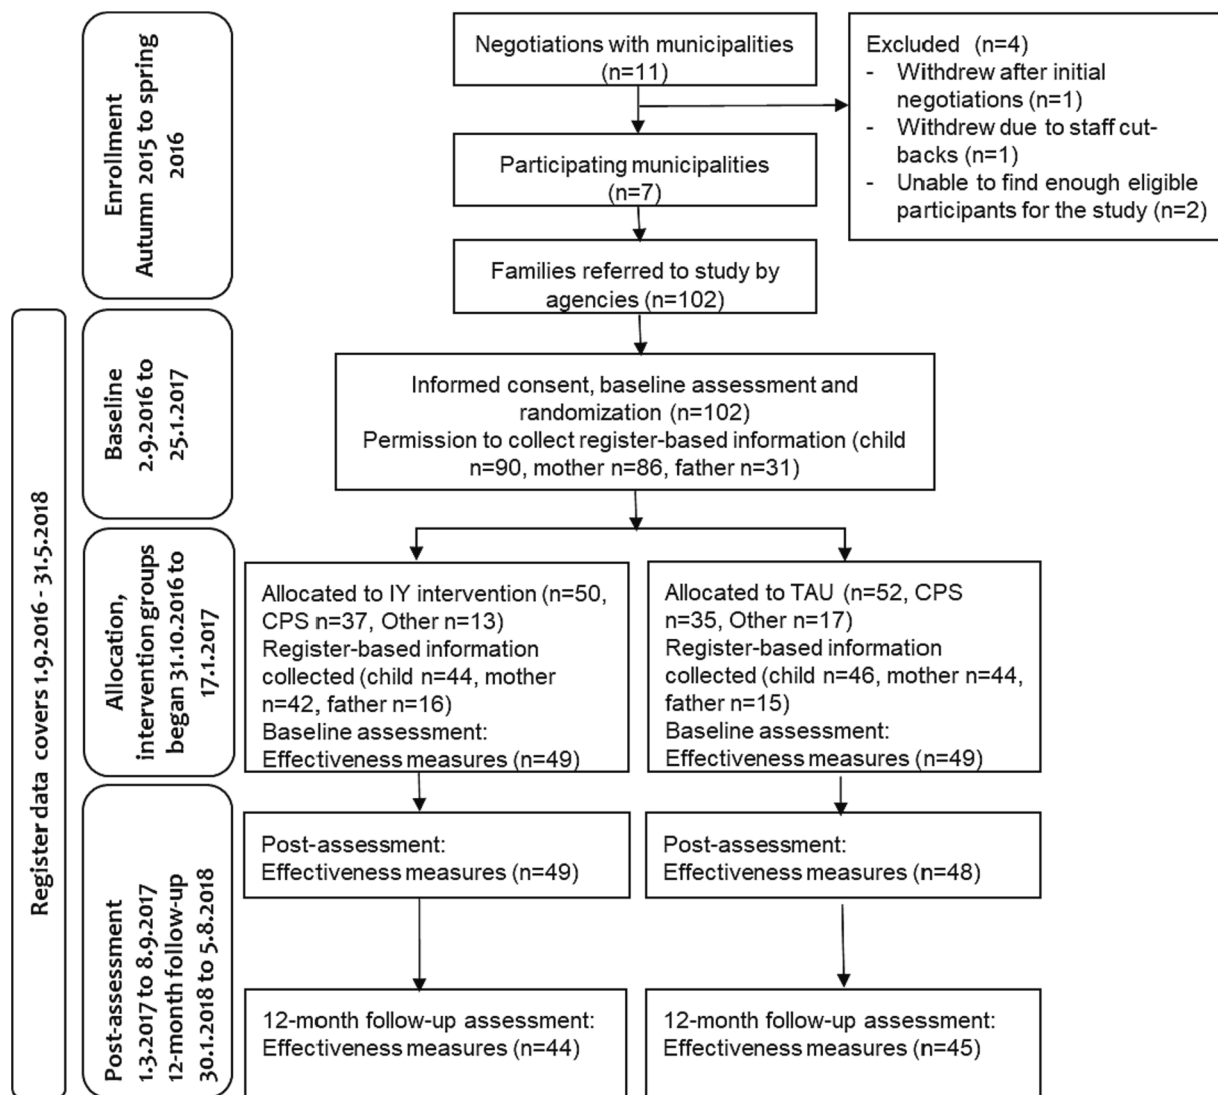 Negotiations with municipalities
(n=11)
Excluded (n=4)
- Withdrew after initial
negotiations (n=1)
- Withdrew due to staff cut-
backs (n=1)
- Unable to find enough eligible
participants for the study (n=2)
Participating municipalities
(n=7)
Families referred to study by
agencies (n=102)
Enrollment
Autumn 2015 to spring
2016
Register data covers 1.9.2016 - 31.5.2018
Baseline
2.9.2016 to
25.1.2017
Informed consent, baseline assessment and
randomization (n=102)
Permission to collect register-based information (child
n=90, mother n=86, father n=31)
Allocation,
intervention groups
began 31.10.2016 to
17.1.2017
Allocated to IY intervention (n=50,
CPS n=37, Other n=13)
Register-based information
collected (child n=44, mother
n=42, father n=16)
Baseline assessment:
Effectiveness measures (n=49)
Allocated to TAU (n=52, CPS
n=35, Other n=17)
Register-based information
collected (child n=46, mother n=44,
father n=15)
Baseline assessment:
Effectiveness measures (n=49)
Post-assessment
1.3.2017 to 8.9.2017
12-month follow-up
30.1.2018 to 5.8.2018
Post-assessment:
Effectiveness measures (n=49)
Post-assessment:
Effectiveness measures (n=48)
12-month follow-up assessment:
Effectiveness measures (n=44)
12-month follow-up assessment:
Effectiveness measures (n=45)